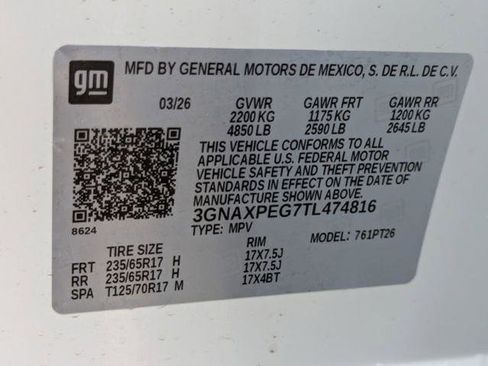 gm MFD BY GENERAL MOTORS DE MEXICO, S. DE R.L. DE C.V.
03/26 GVWR GAWR FRT GAWR RR
2200 KG 1175 KG 1200 KG
4850 LB 2590 LB 2645 LB
THIS VEHICLE CONFORMS TO ALL
APPLICABLE U.S. FEDERAL MOTOR
VEHICLE SAFETY AND THEFT PREVENTION
STANDARDS IN EFFECT ON THE DATE OF
MANUFACTURE SHOWN ABOVE.
3GNAXPEG7TL474816
8624 TYPE: MPV MODEL: 761PT26
TIRE SIZE RIM
FRT 235/65R17 H 17X7.5J
RR 235/65R17 H 17X7.5J
SPA T125/70R17 M 17X4BT